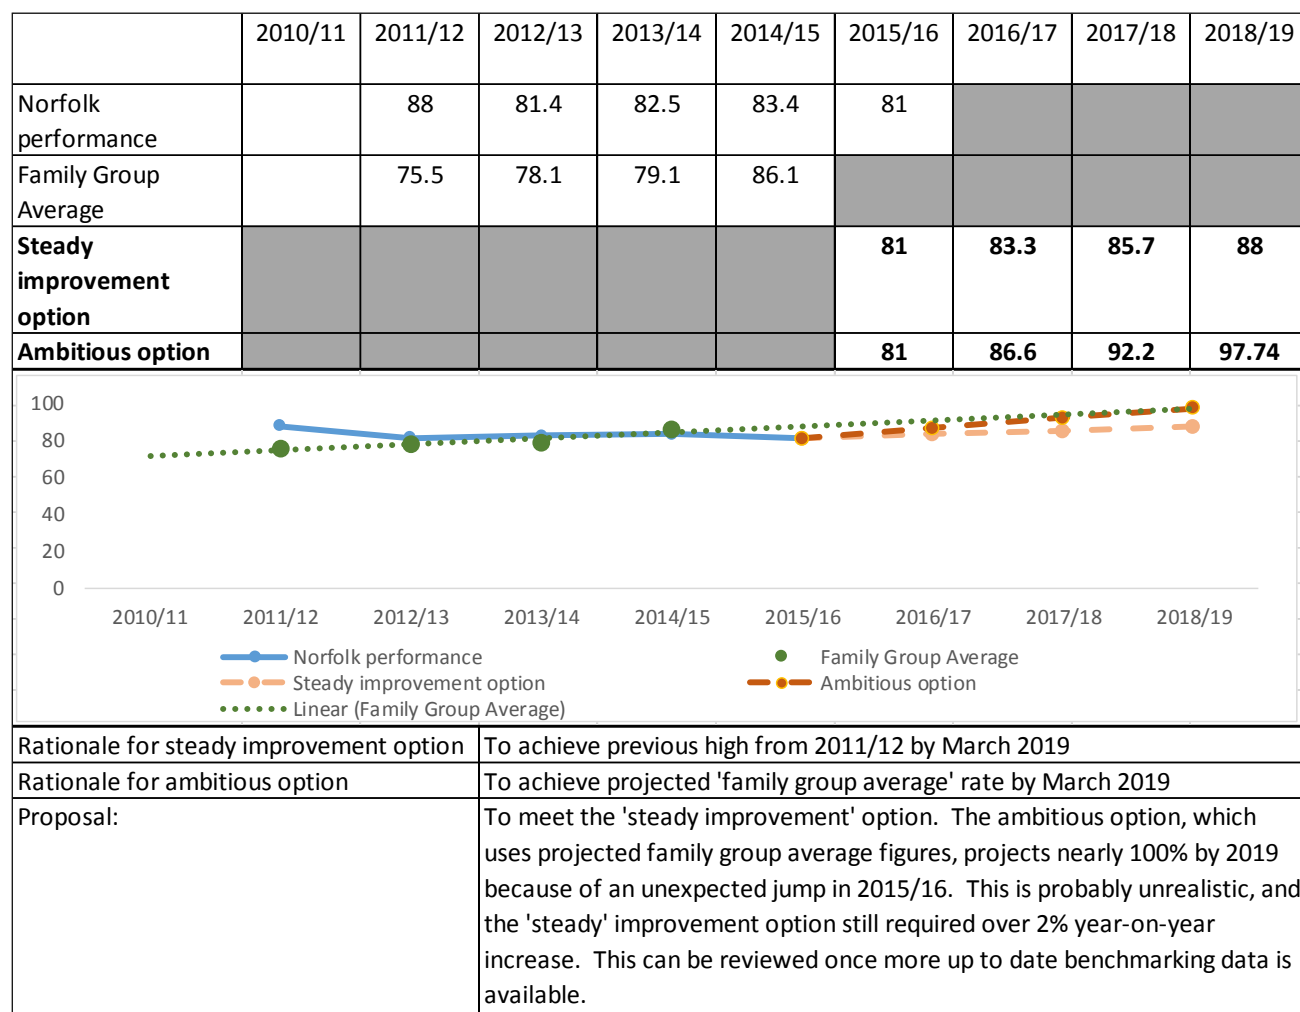 2010/11 2011/12 2012/13 2013/14 2014/15 2015/16 2016/17 2017/18 2018/19
Norfolk performance 88 81.4 82.5 83.4 81
Family Group Average 75.5 78.1 79.1 86.1
Steady improvement option 81 83.3 85.7 88
Ambitious option 81 86.6 92.2 97.74
100
80
60
40
20
0
2010/11 2011/12 2012/13 2013/14 2014/15 2015/16 2016/17 2017/18 2018/19
Norfolk performance Family Group Average
Steady improvement option Ambitious option
Linear (Family Group Average)
Rationale for steady improvement option To achieve previous high from 2011/12 by March 2019
Rationale for ambitious option To achieve projected 'family group average' rate by March 2019
Proposal: To meet the 'steady improvement' option. The ambitious option, which
uses projected family group average figures, projects nearly 100% by 2019
because of an unexpected jump in 2015/16. This is probably unrealistic, and
the 'steady' improvement option still required over 2% year-on-year
increase. This can be reviewed once more up to date benchmarking data is
available.